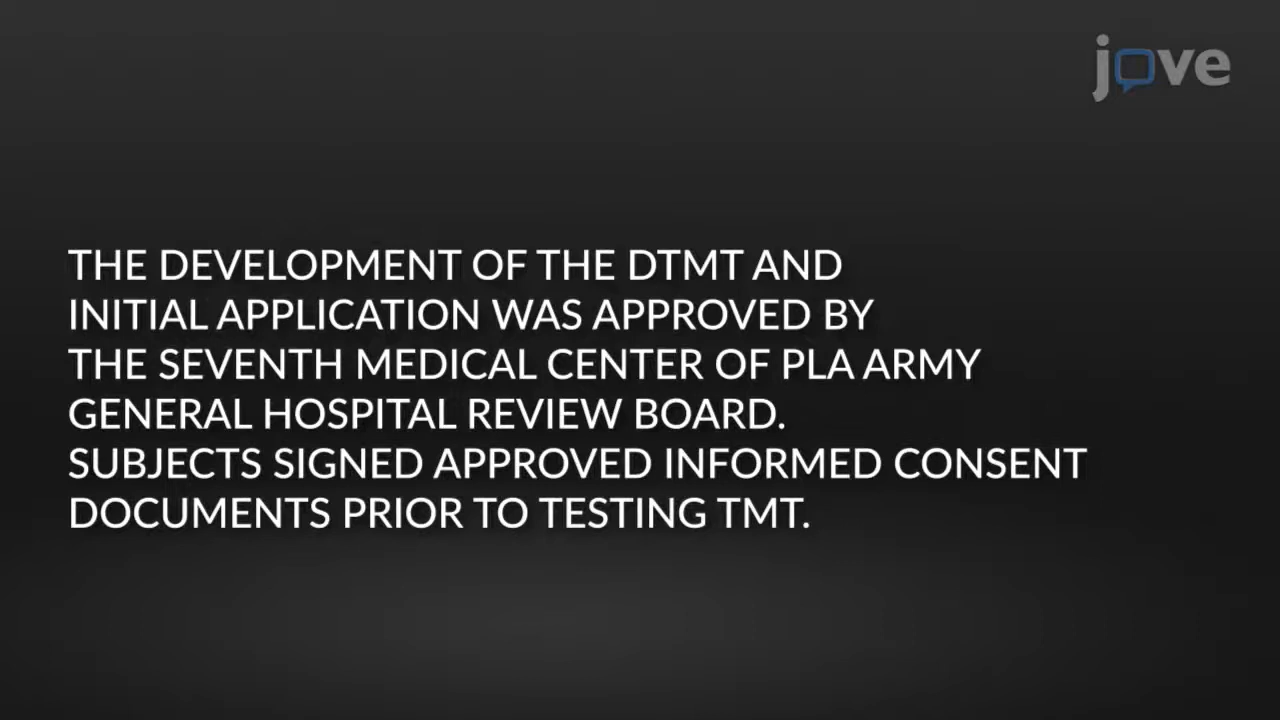 jove
THE DEVELOPMENT OF THE DTMT AND
INITIAL APPLICATION WAS APPROVED BY
THE SEVENTH MEDICAL CENTER OF PLA ARMY
GENERAL HOSPITAL REVIEW BOARD.
SUBJECTS SIGNED APPROVED INFORMED CONSENT
DOCUMENTS PRIOR TO TESTING TMT.